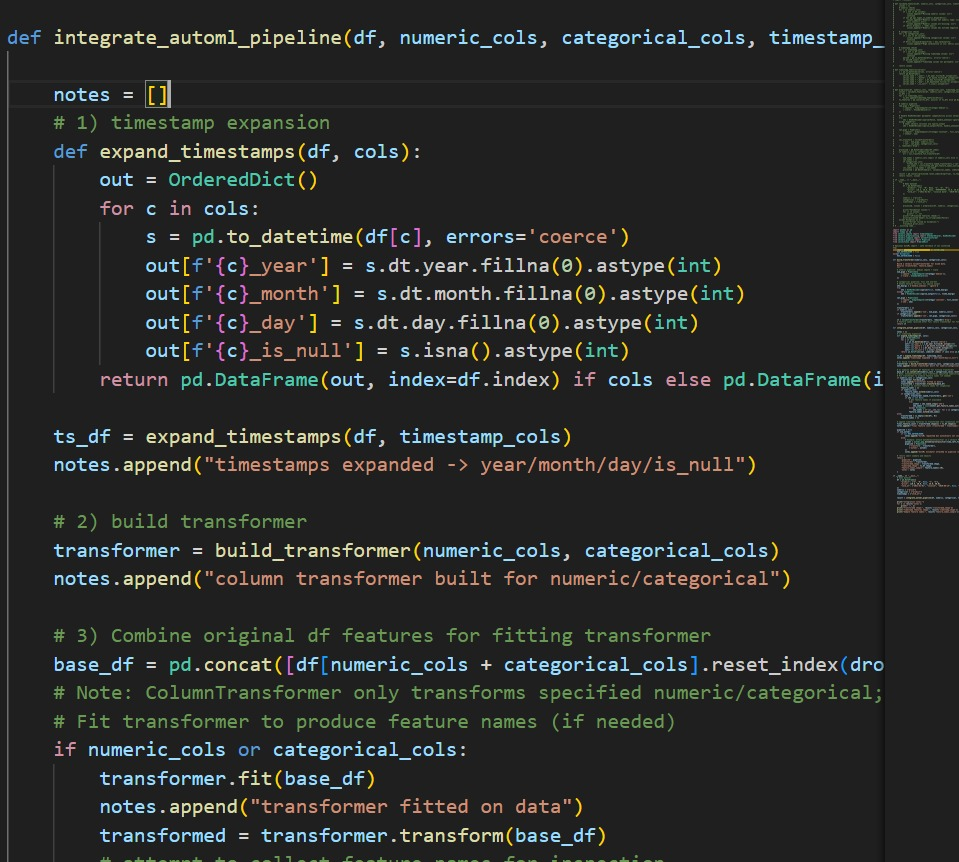 def integrate_automl_pipeline(df, numeric_cols, categorical_cols, timestamp_
notes = []
# 1) timestamp expansion
def expand_timestamps(df, cols):
out = OrderedDict()
for c in cols:
s = pd.to_datetime(df[c], errors='coerce')
out[f'{c}_year'] = s.dt.year.fillna(0).astype(int)
out[f'{c}_month'] = s.dt.month.fillna(0).astype(int)
out[f'{c}_day'] = s.dt.day.fillna(0).astype(int)
out[f'{c}_is_null'] = s.isna().astype(int)
return pd.DataFrame(out, index=df.index) if cols else pd.DataFrame(i
ts_df = expand_timestamps(df, timestamp_cols)
notes.append("timestamps expanded -> year/month/day/is_null")
# 2) build transformer
transformer = build_transformer(numeric_cols, categorical_cols)
notes.append("column transformer built for numeric/categorical")
# 3) Combine original df features for fitting transformer
base_df = pd.concat([df[numeric_cols + categorical_cols].reset_index(dro
# Note: ColumnTransformer only transforms specified numeric/categorical;
# Fit transformer to produce feature names (if needed)
if numeric_cols or categorical_cols:
transformer.fit(base_df)
notes.append("transformer fitted on data")
transformed = transformer.transform(base_df)
# attempt to collect feature names for inspection